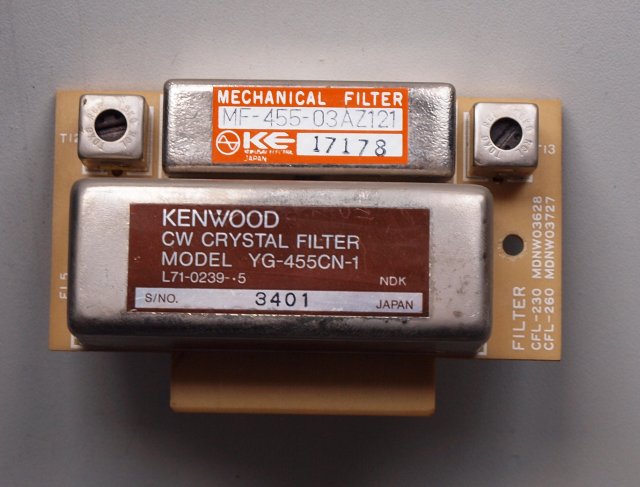 MECHANICAL FILTER
MF-455-03AZ121
KE 17178
JAPAN
T12
T13
KENWOOD
CW CRYSTAL FILTER
MODEL YG-455CN-1
L71-0239-·5 NDK
S/NO. 3401 JAPAN
FL5
FILTER
CFL-230 MDNW03628
CFL-260 MDNW03727